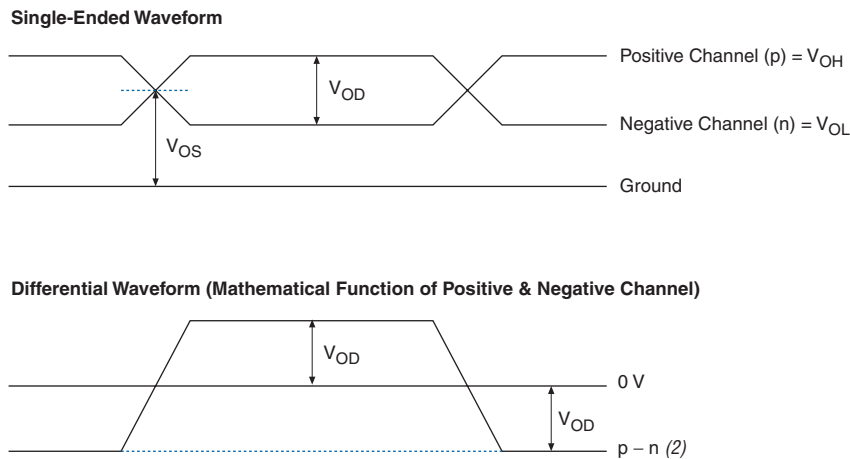 Single-Ended Waveform
Positive Channel (p) = VOH
VOD
Negative Channel (n) = VOL
VOS
Ground
Differential Waveform (Mathematical Function of Positive & Negative Channel)
VOD
0 V
VOD
p − n (2)